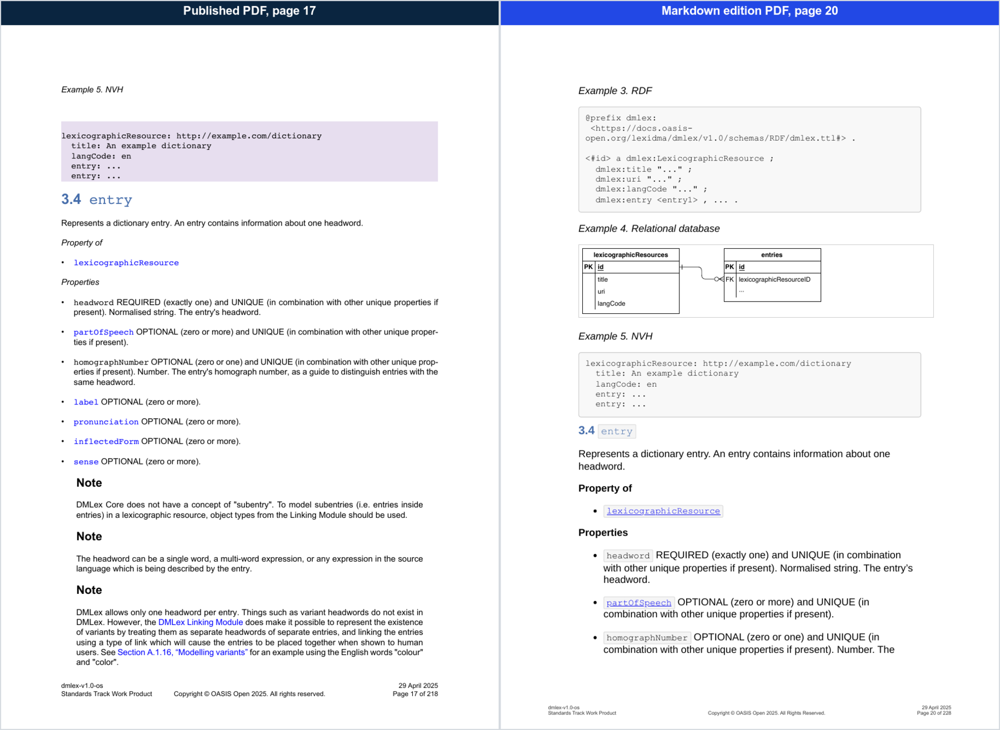 Published PDF, page 17
Example 5. NVH
lexicographicResource: http://example.com/dictionary
  title: An example dictionary
  langCode: en
  entry: ...
  entry: ...
3.4 entry
Represents a dictionary entry. An entry contains information about one headword.
Property of
• lexicographicResource
Properties
• headword REQUIRED (exactly one) and UNIQUE (in combination with other unique properties if
present). Normalised string. The entry's headword.
• partOfSpeech OPTIONAL (zero or more) and UNIQUE (in combination with other unique proper-
ties if present).
• homographNumber OPTIONAL (zero or one) and UNIQUE (in combination with other unique prop-
erties if present). Number. The entry's homograph number, as a guide to distinguish entries with the
same headword.
• label OPTIONAL (zero or more).
• pronunciation OPTIONAL (zero or more).
• inflectedForm OPTIONAL (zero or more).
• sense OPTIONAL (zero or more).
Note
DMLex Core does not have a concept of "subentry". To model subentries (i.e. entries inside
entries) in a lexicographic resource, object types from the Linking Module should be used.
Note
The headword can be a single word, a multi-word expression, or any expression in the source
language which is being described by the entry.
Note
DMLex allows only one headword per entry. Things such as variant headwords do not exist in
DMLex. However, the DMLex Linking Module does make it possible to represent the existence
of variants by treating them as separate headwords of separate entries, and linking the entries
using a type of link which will cause the entries to be placed together when shown to human
users. See Section A.1.16, “Modelling variants” for an example using the English words "colour"
and "color".
dmlex-v1.0-os
29 April 2025
Standards Track Work Product
Copyright © OASIS Open 2025. All rights reserved.
Page 17 of 218
Markdown edition PDF, page 20
Example 3. RDF
@prefix dmlex:
 <https://docs.oasis-
open.org/lexidma/dmlex/v1.0/schemas/RDF/dmlex.ttl#> .
<#id> a dmlex:LexicographicResource ;
  dmlex:title "..." ;
  dmlex:uri "..." ;
  dmlex:langCode "..." ;
  dmlex:entry <entry1> , ... .
Example 4. Relational database
lexicographicResources
PK id
title
uri
langCode
entries
PK id
FK lexicographicResourceID
...
Example 5. NVH
lexicographicResource: http://example.com/dictionary
  title: An example dictionary
  langCode: en
  entry: ...
  entry: ...
3.4 entry
Represents a dictionary entry. An entry contains information about one
headword.
Property of
• lexicographicResource
Properties
• headword REQUIRED (exactly one) and UNIQUE (in combination
with other unique properties if present). Normalised string. The entry’s
headword.
• partOfSpeech OPTIONAL (zero or more) and UNIQUE (in
combination with other unique properties if present).
• homographNumber OPTIONAL (zero or one) and UNIQUE (in
combination with other unique properties if present). Number. The
dmlex-v1.0-os
29 April 2025
Standards Track Work Product
Copyright © OASIS Open 2025. All Rights Reserved.
Page 20 of 228